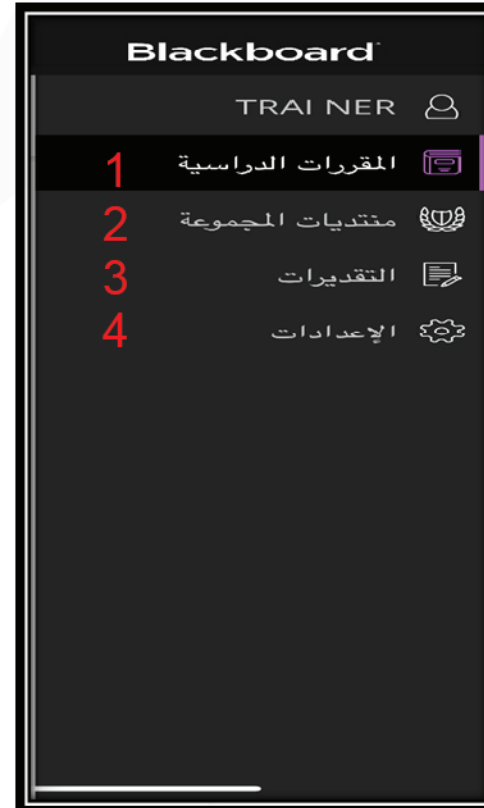 Blackboard
TRAI NER
المقررات الدراسية 1
منتديات المجموعة 2
التقديرات 3
الإعدادات 4